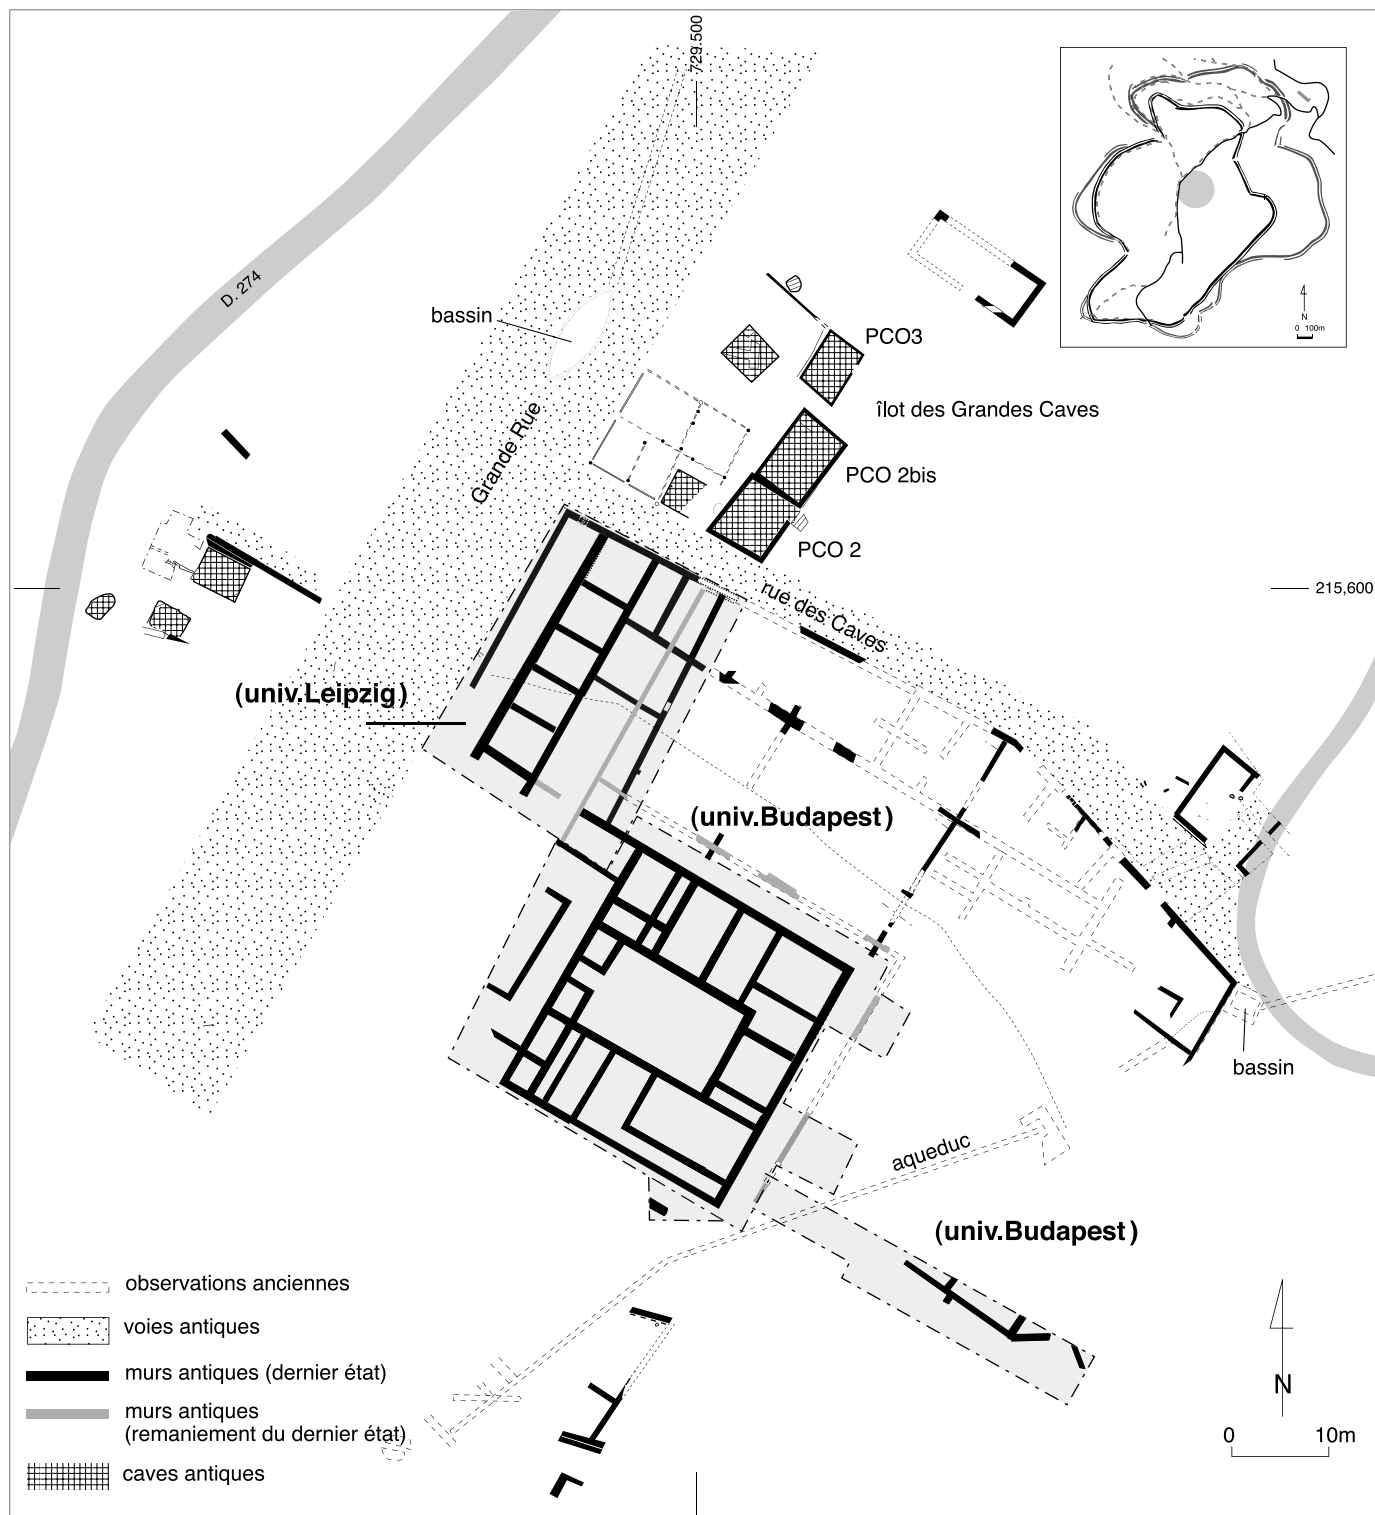 729.500
N
0 100m
D. 274
bassin
PCO3
îlot des Grandes Caves
Grande Rue
PCO 2bis
PCO 2
rue des Caves
215,600
(univ.Leipzig)
(univ.Budapest)
bassin
aqueduc
(univ.Budapest)
observations anciennes
voies antiques
murs antiques (dernier état)
murs antiques
(remaniement du dernier état)
caves antiques
N
0 10m